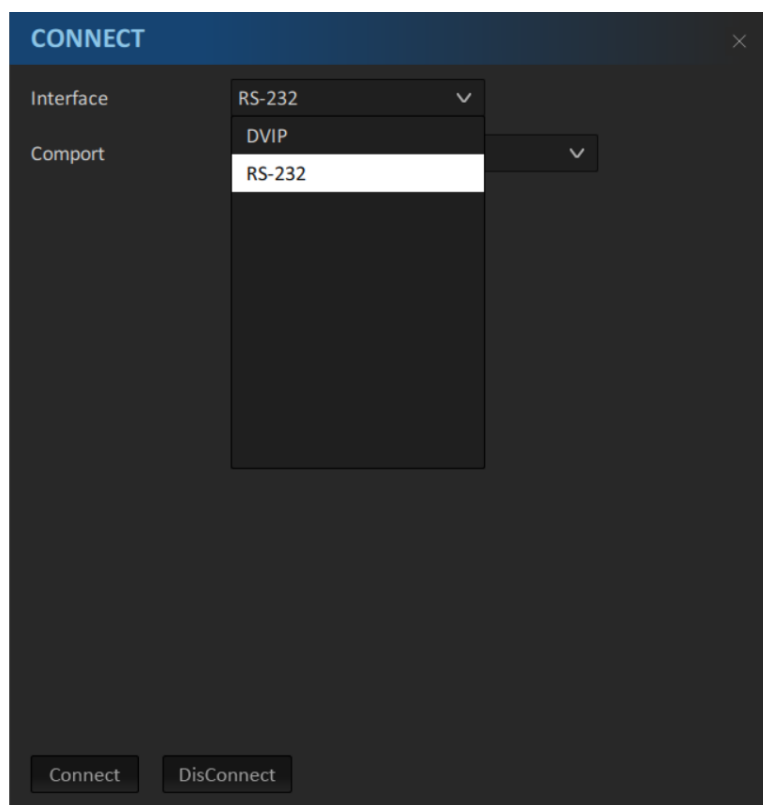 CONNECT
Interface RS-232
DVIP
Comport
RS-232
Connect DisConnect